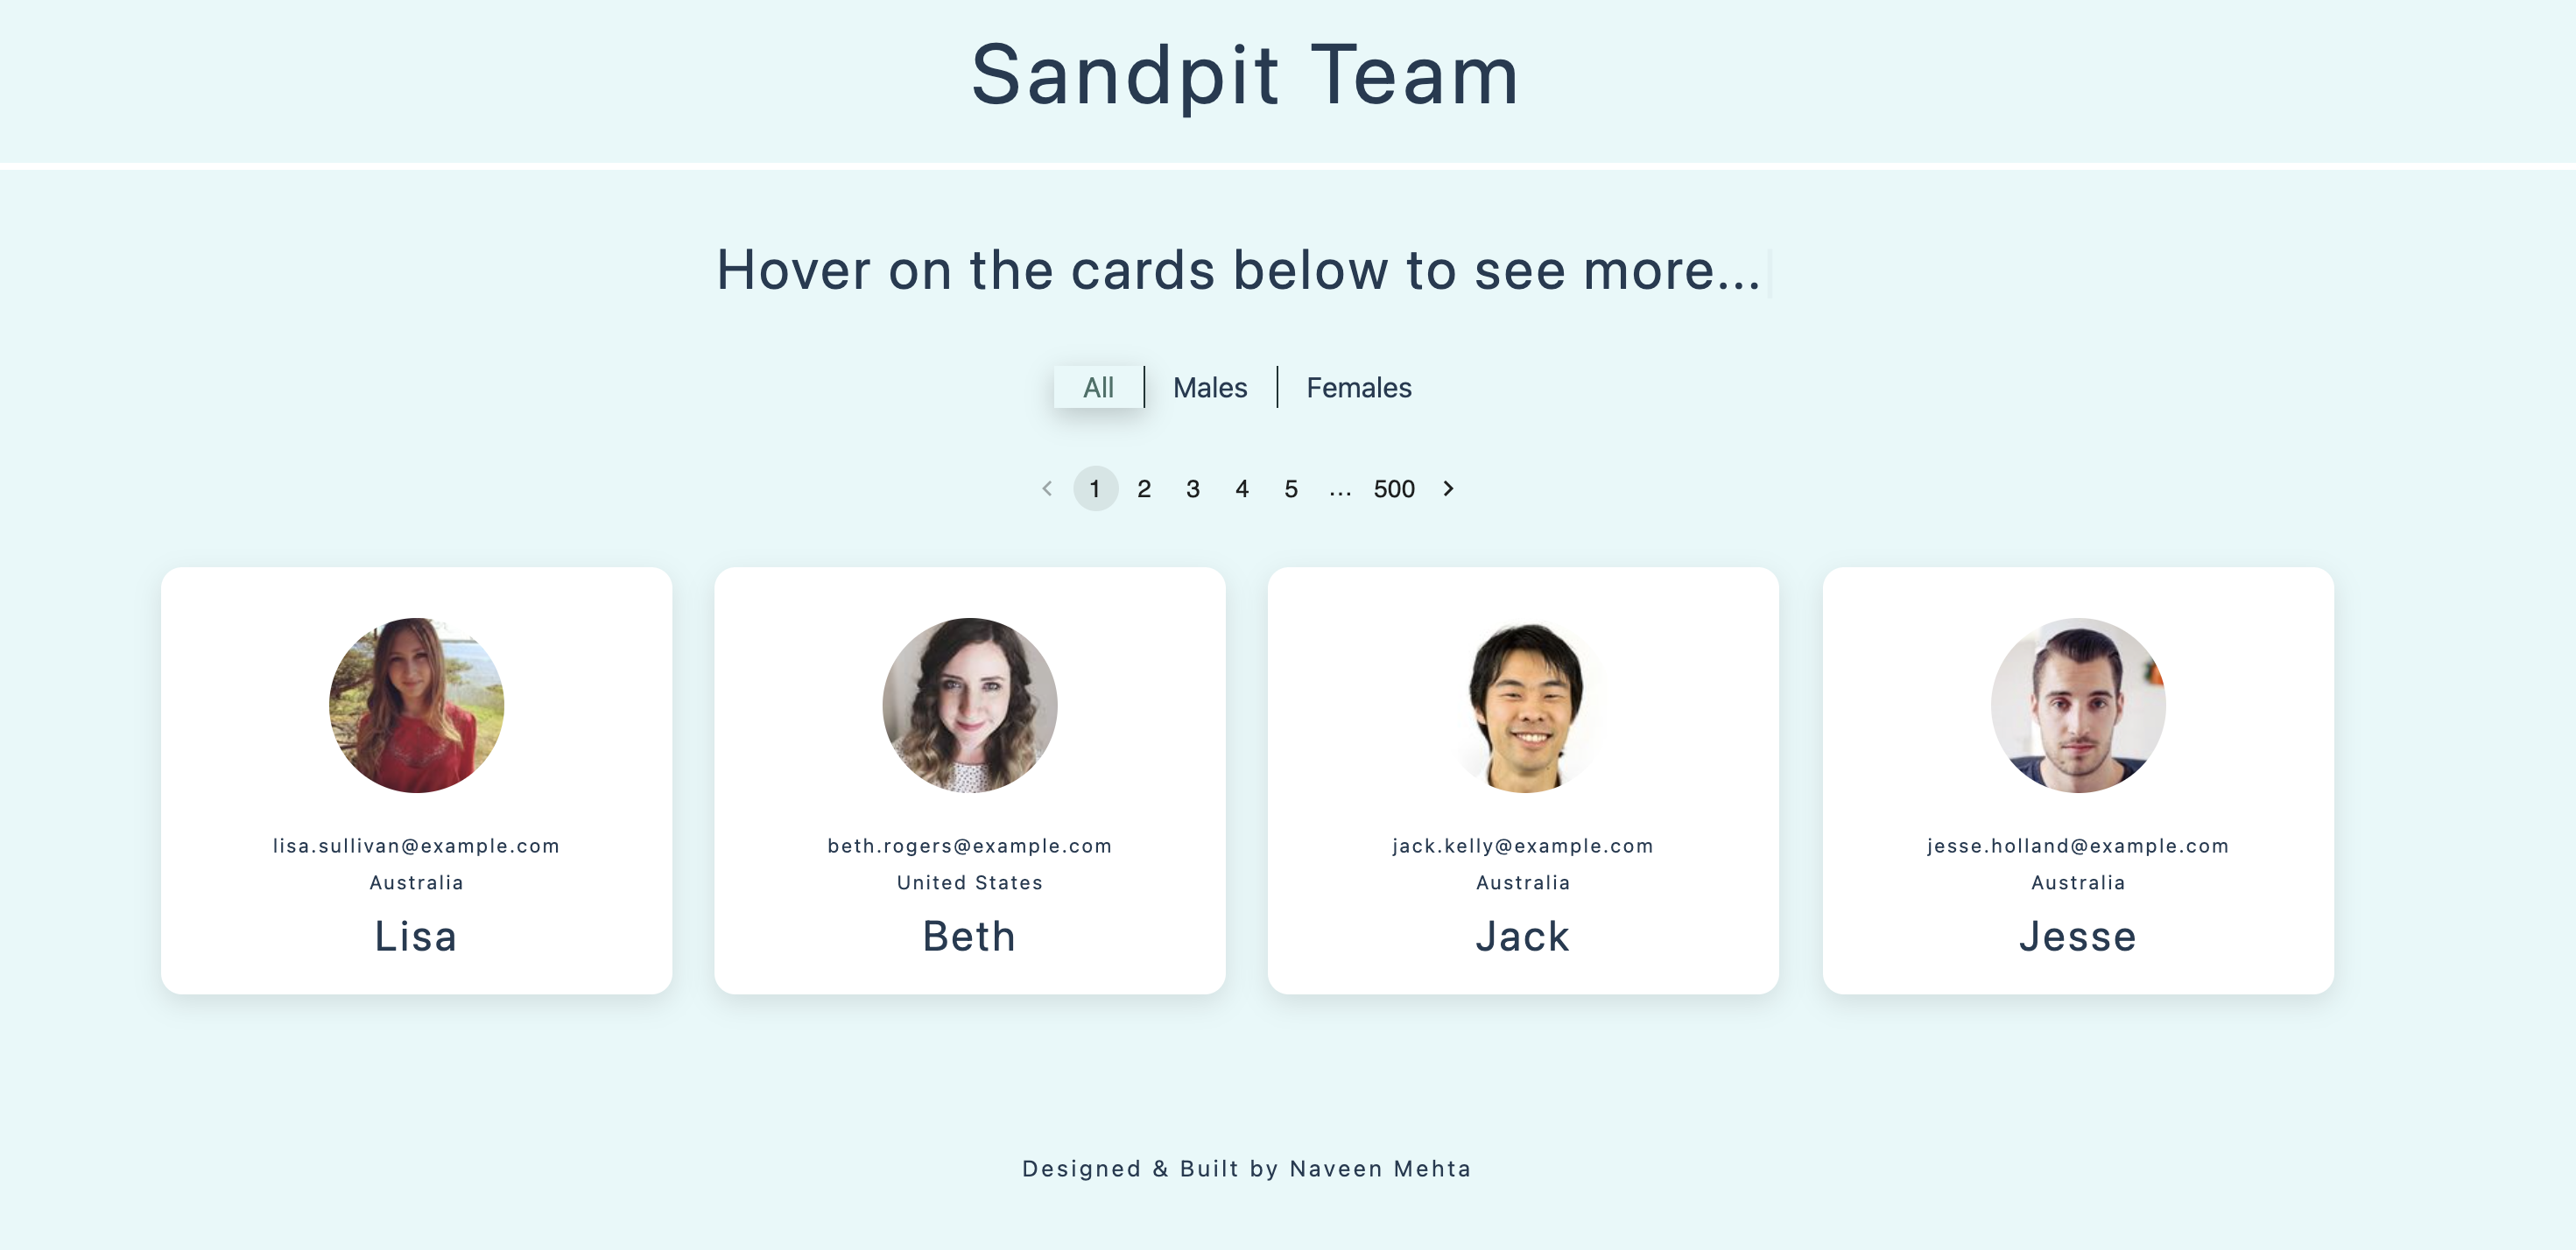 Sandpit Team
Hover on the cards below to see more...
All Males Females
1 2 3 4 5 ... 500
lisa.sullivan@example.com
Australia
Lisa
beth.rogers@example.com
United States
Beth
jack.kelly@example.com
Australia
Jack
jesse.holland@example.com
Australia
Jesse
Designed & Built by Naveen Mehta